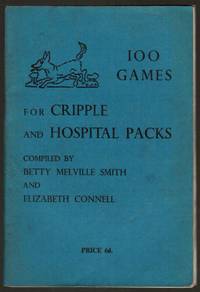 100
GAMES
FOR CRIPPLE
AND HOSPITAL PACKS
COMPILED BY
BETTY MELVILLE SMITH
AND
ELIZABETH CONNELL
PRICE 6d.